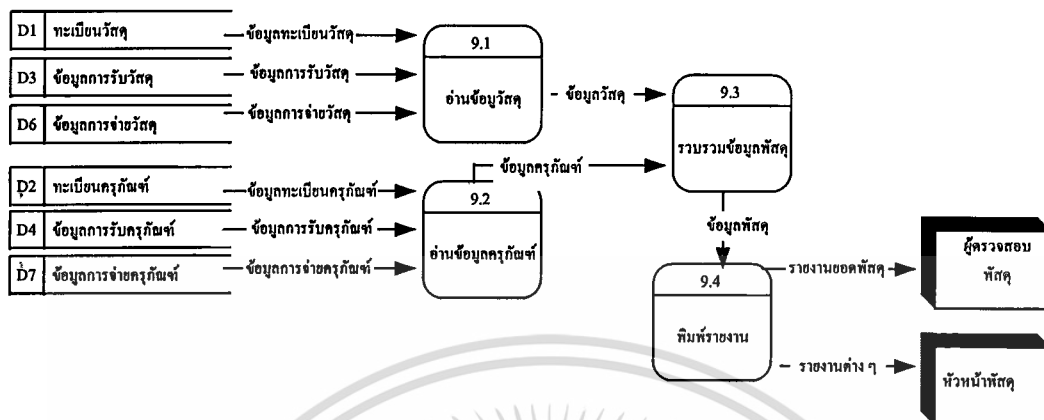 D1 ทะเบียนวัสดุ
ข้อมูลทะเบียนวัสดุ
D3 ข้อมูลการรับวัสดุ
ข้อมูลการรับวัสดุ
D6 ข้อมูลการจ่ายวัสดุ
ข้อมูลการจ่ายวัสดุ
9.1
อ่านข้อมูวัสดุ
ข้อมูลวัสดุ
9.3
รวบรวมข้อมูลพัสดุ
D2 ทะเบียนครุภัณฑ์
ข้อมูลทะเบียนครุภัณฑ์
D4 ข้อมูลการรับครุภัณฑ์
ข้อมูลการรับครุภัณฑ์
D7 ข้อมูลการจ่ายครุภัณฑ์
ข้อมูลการจ่ายครุภัณฑ์
9.2
อ่านข้อมูลครุภัณฑ์
ข้อมูลครุภัณฑ์
ข้อมูลพัสดุ
9.4
พิมพ์รายงาน
รายงานยอดพัสดุ
ผู้ตรวจสอบ
พัสดุ
รายงานต่าง ๆ
หัวหน้าพัสดุ